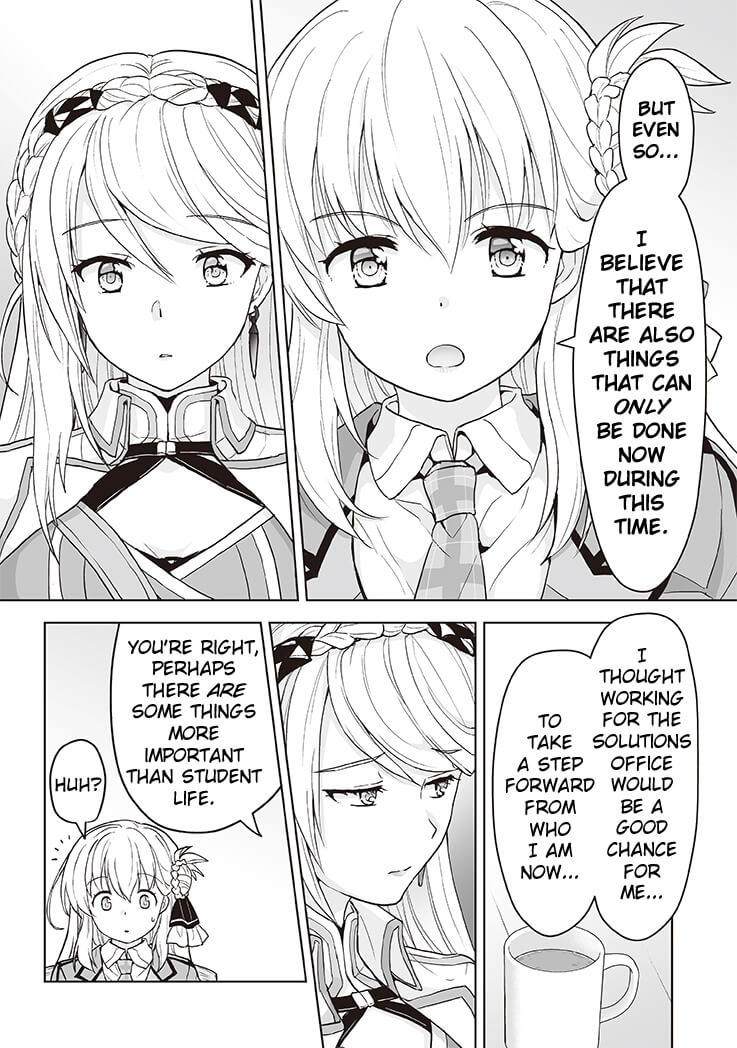 BUT
EVEN
SO...
I
BELIEVE
THAT
THERE
ARE ALSO
THINGS
THAT CAN
ONLY
BE DONE
NOW
DURING
THIS
TIME.
I
THOUGHT
WORKING
FOR THE
SOLUTIONS
OFFICE
WOULD
BE A
GOOD
CHANCE
FOR
ME...
TO
TAKE
A STEP
FORWARD
FROM
WHO
I AM
NOW...
YOU'RE RIGHT,
PERHAPS
THERE ARE
SOME THINGS
MORE
IMPORTANT
THAN STUDENT
LIFE.
HUH?